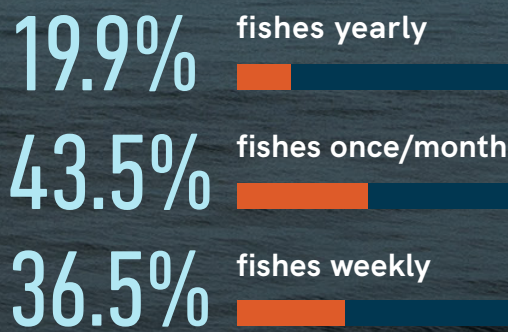 19.9% fishes yearly
43.5% fishes once/month
36.5% fishes weekly